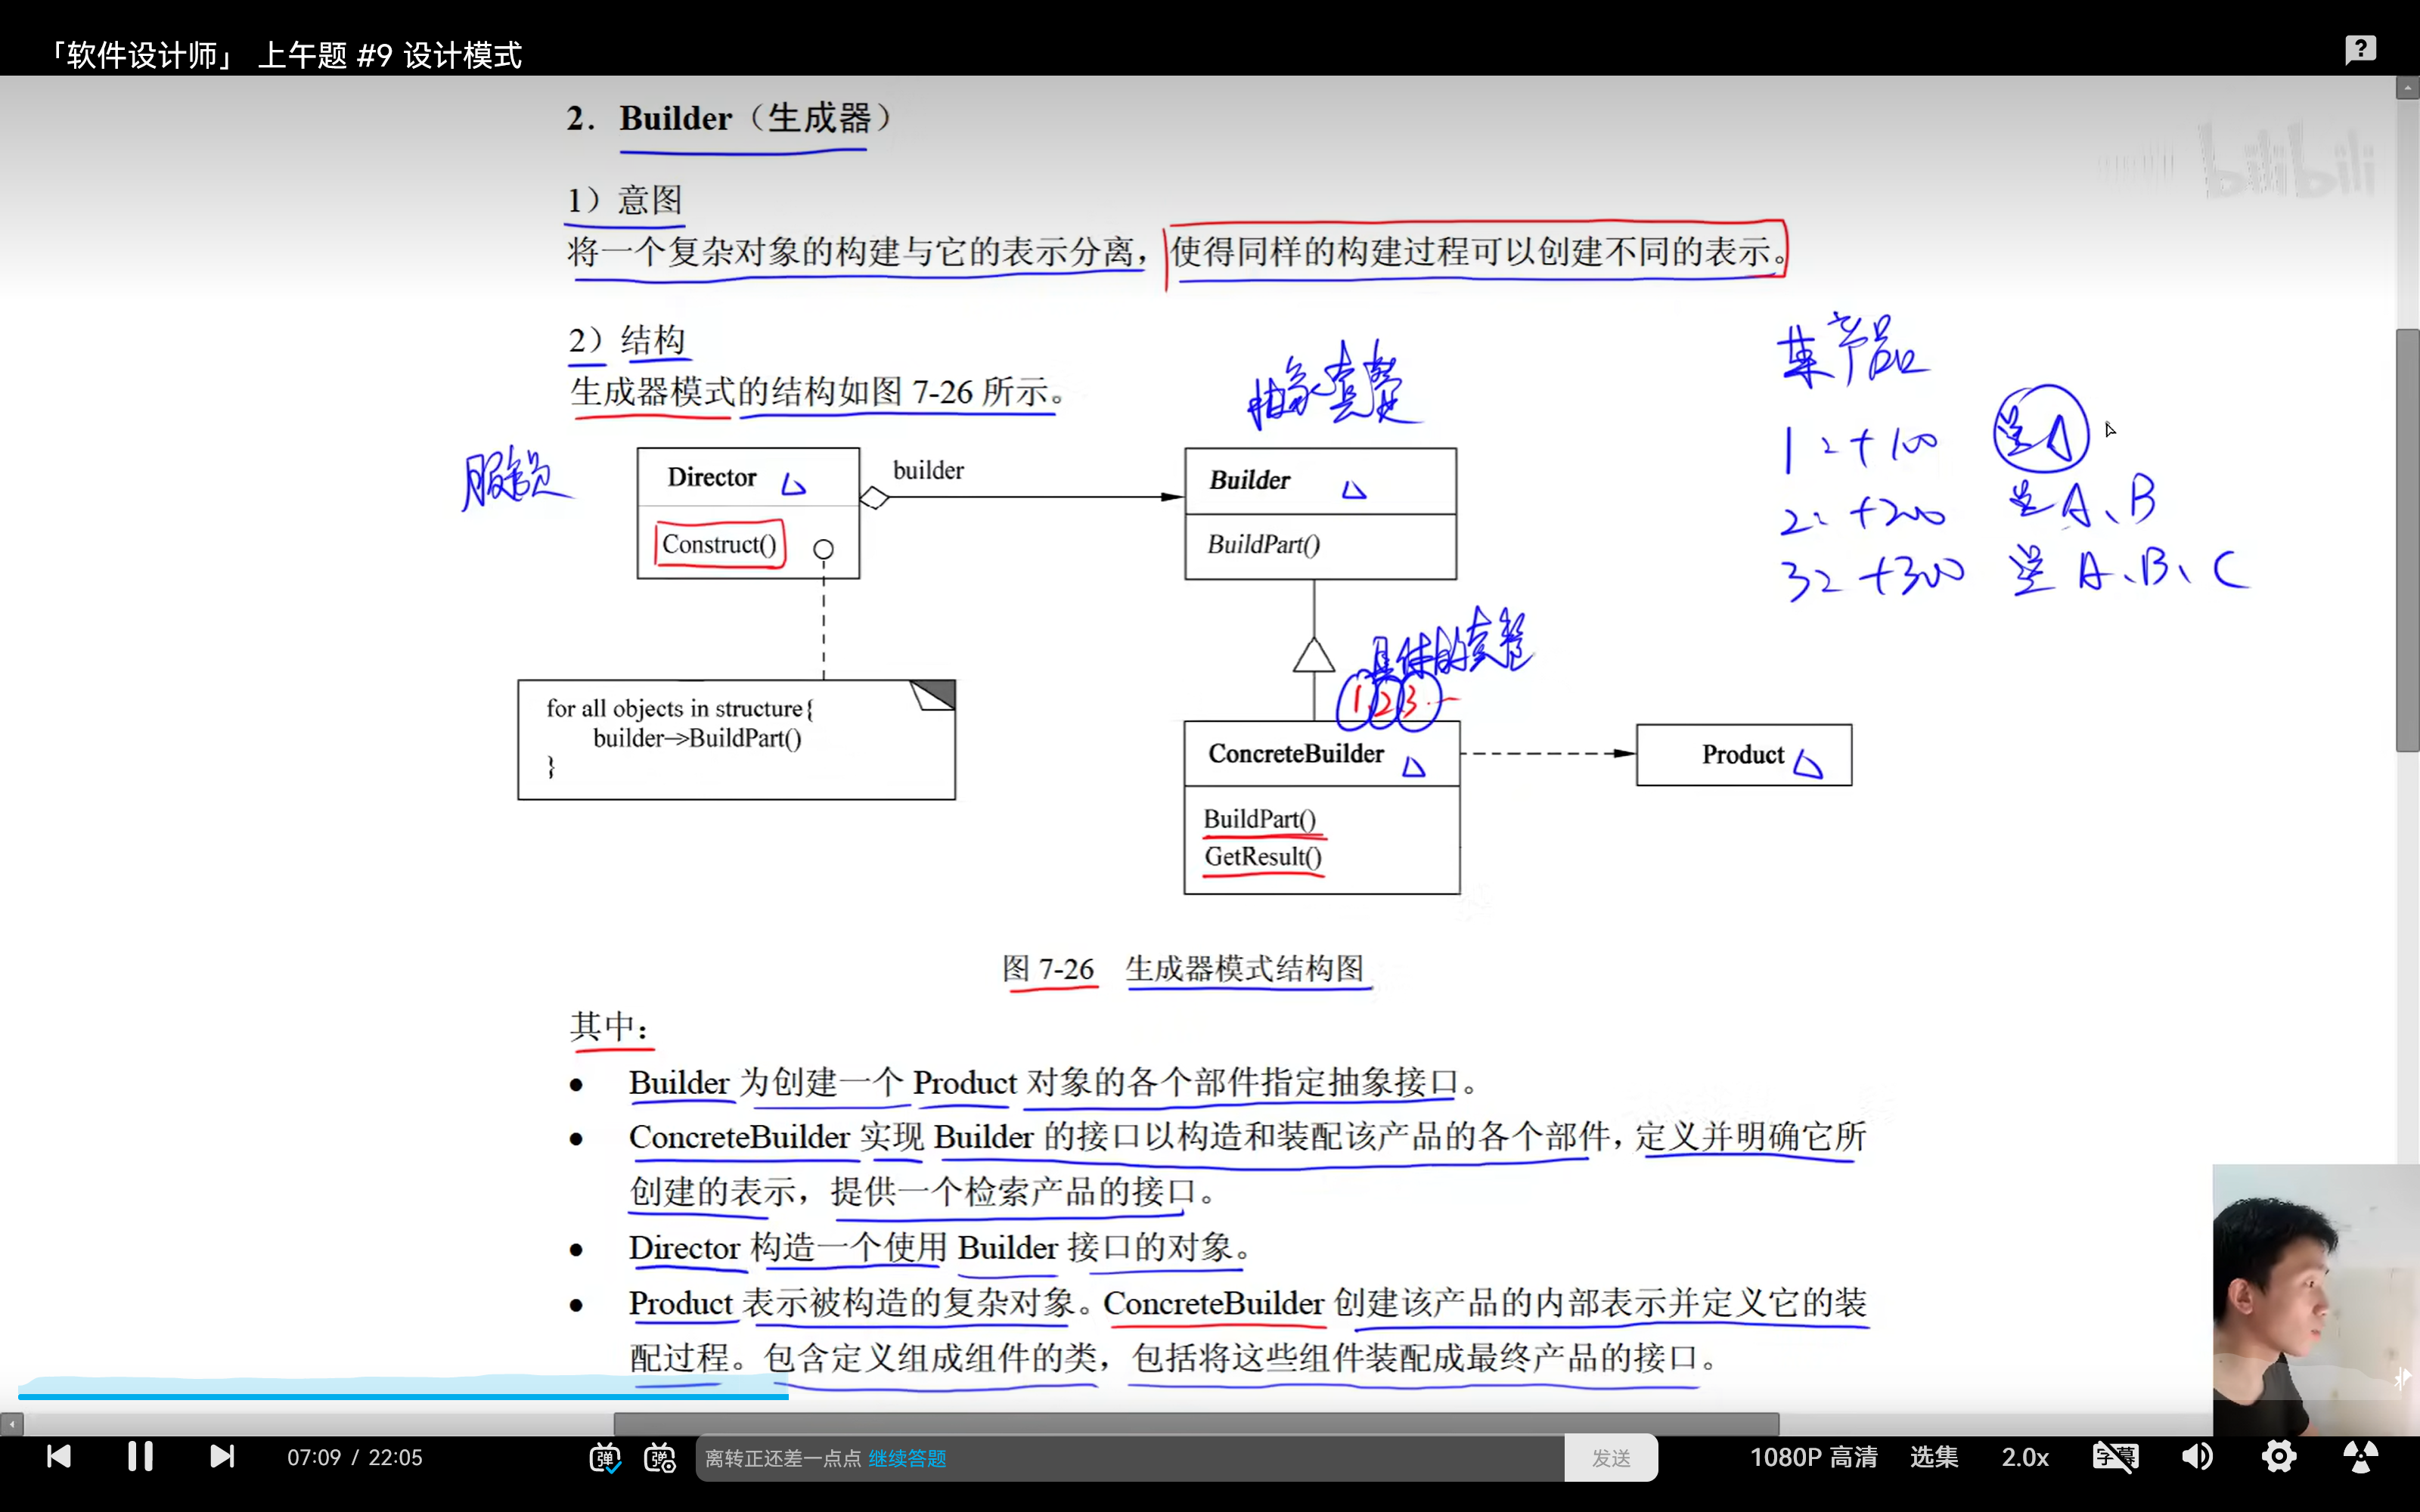 「软件设计师」 上午题 #9 设计模式
bilibili
2. Builder（生成器）
1）意图
将一个复杂对象的构建与它的表示分离，使得同样的构建过程可以创建不同的表示。
2）结构
生成器模式的结构如图 7-26 所示。
抽象套餐
某产品
服务员
Director
Construct()
builder
Builder
BuildPart()
1: +100 送A
2: +200 送A、B
3: +300 送A、B、C
具体的套餐
1 2 3
for all objects in structure{
builder->BuildPart()
}
ConcreteBuilder
BuildPart()
GetResult()
Product
图 7-26 生成器模式结构图
其中：
● Builder 为创建一个 Product 对象的各个部件指定抽象接口。
● ConcreteBuilder 实现 Builder 的接口以构造和装配该产品的各个部件，定义并明确它所
创建的表示，提供一个检索产品的接口。
● Director 构造一个使用 Builder 接口的对象。
● Product 表示被构造的复杂对象。ConcreteBuilder 创建该产品的内部表示并定义它的装
配过程。包含定义组成组件的类，包括将这些组件装配成最终产品的接口。
07:09 / 22:05
弹
弹
离转正还差一点点 继续答题
发送
1080P 高清
选集
2.0x
字幕